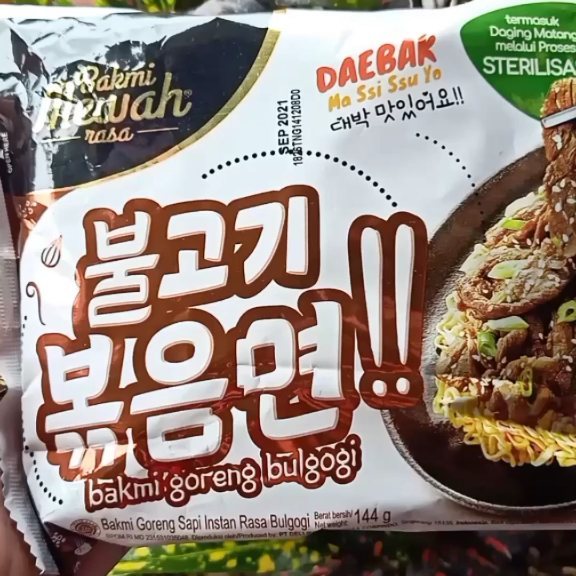 Bakmi
Mewah®
rasa
SEP 2021
DAEBAK
Ma Ssi Ssu Yo
대박 맛있어요!!
termasuk
Daging Matang
melalui Proses
STERILISA
불고기
볶음면!!
bakmi goreng bulgogi
Bakmi Goreng Sapi Instan Rasa Bulgogi
Berat bersih/
Net weight:
144 g